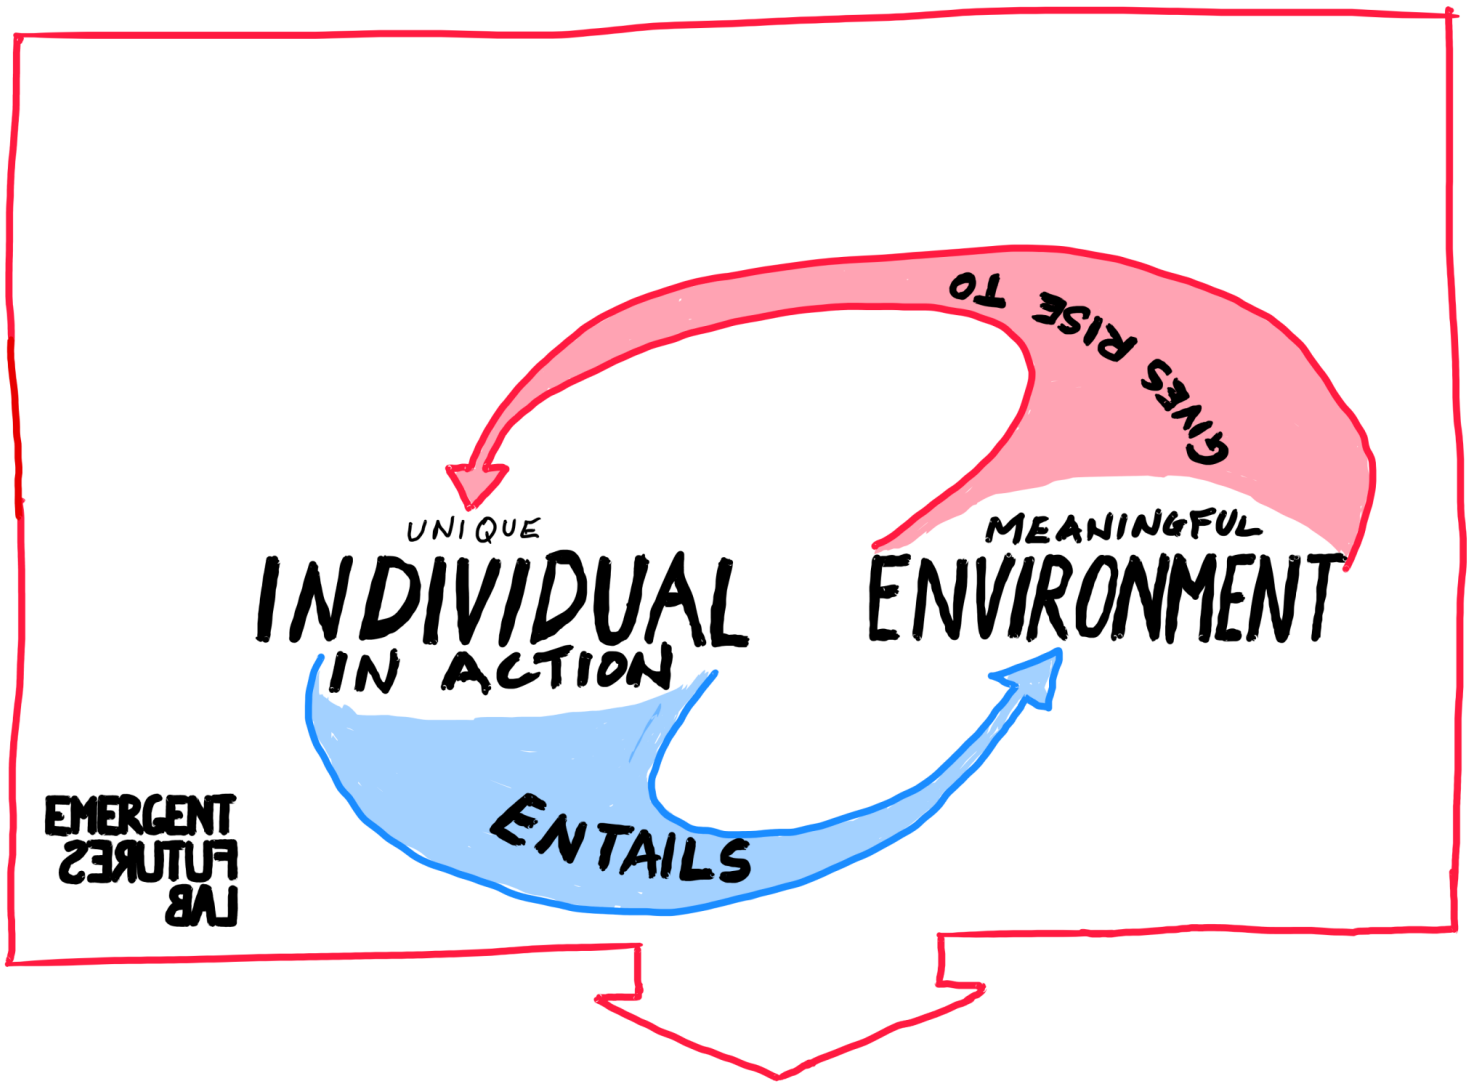 GIVES RISE TO
UNIQUE
INDIVIDUAL
IN ACTION
MEANINGFUL
ENVIRONMENT
ENTAILS
EMERGENT
FUTURES
LAB